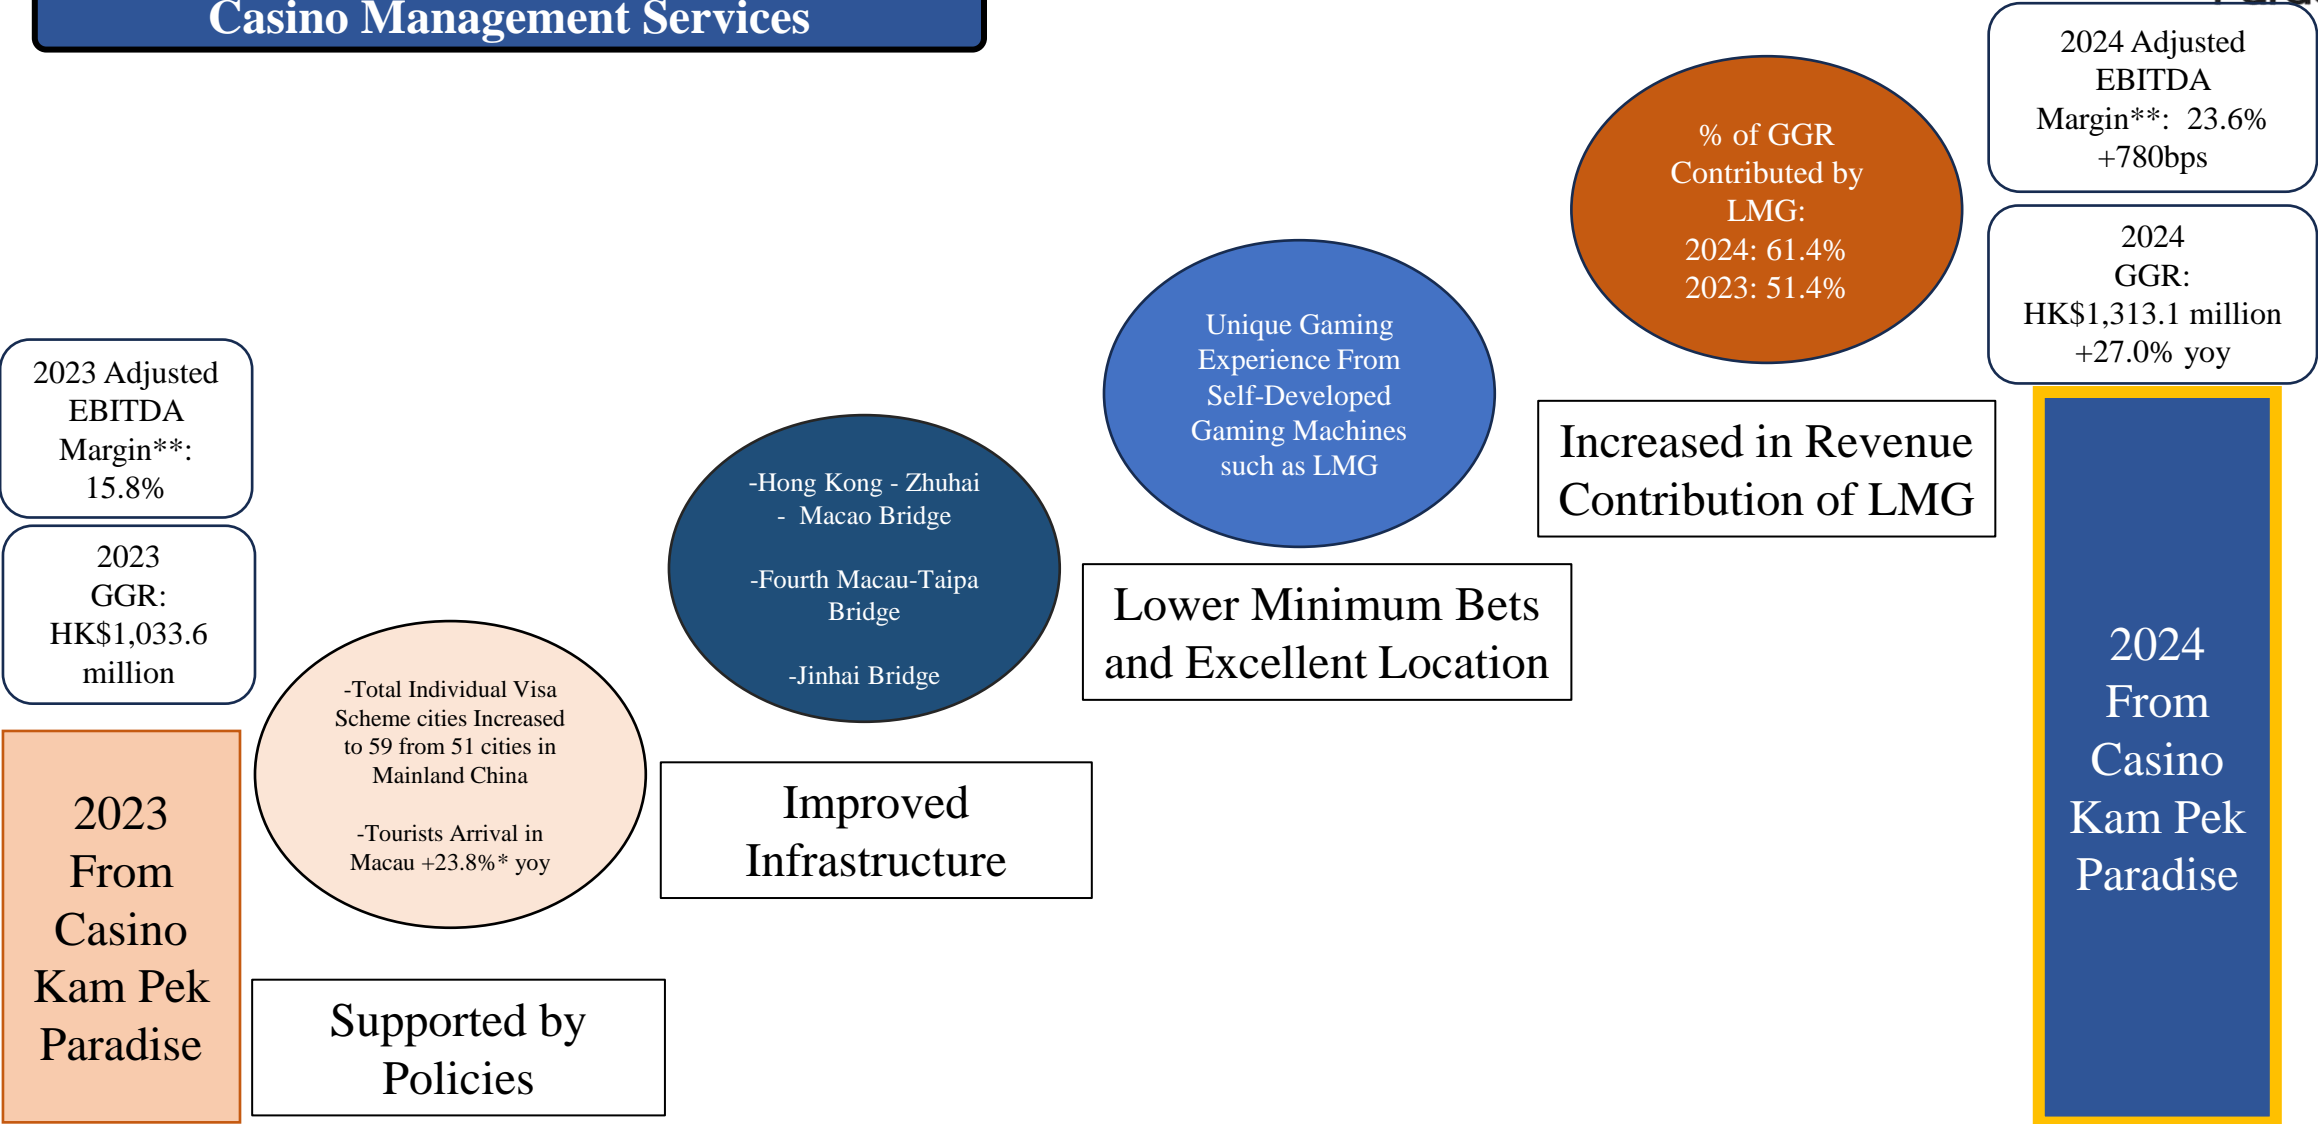 Casino Management Services
2023 Adjusted
EBITDA
Margin**:
15.8%
2023
GGR:
HK$1,033.6
million
2023
From
Casino
Kam Pek
Paradise
-Total Individual Visa
Scheme cities Increased
to 59 from 51 cities in
Mainland China
-Tourists Arrival in
Macau +23.8%* yoy
Supported by
Policies
-Hong Kong - Zhuhai
- Macao Bridge
-Fourth Macau-Taipa
Bridge
-Jinhai Bridge
Improved
Infrastructure
Unique Gaming
Experience From
Self-Developed
Gaming Machines
such as LMG
Lower Minimum Bets
and Excellent Location
% of GGR
Contributed by
LMG:
2024: 61.4%
2023: 51.4%
Increased in Revenue
Contribution of LMG
2024 Adjusted
EBITDA
Margin**: 23.6%
+780bps
2024
GGR:
HK$1,313.1 million
+27.0% yoy
2024
From
Casino
Kam Pek
Paradise